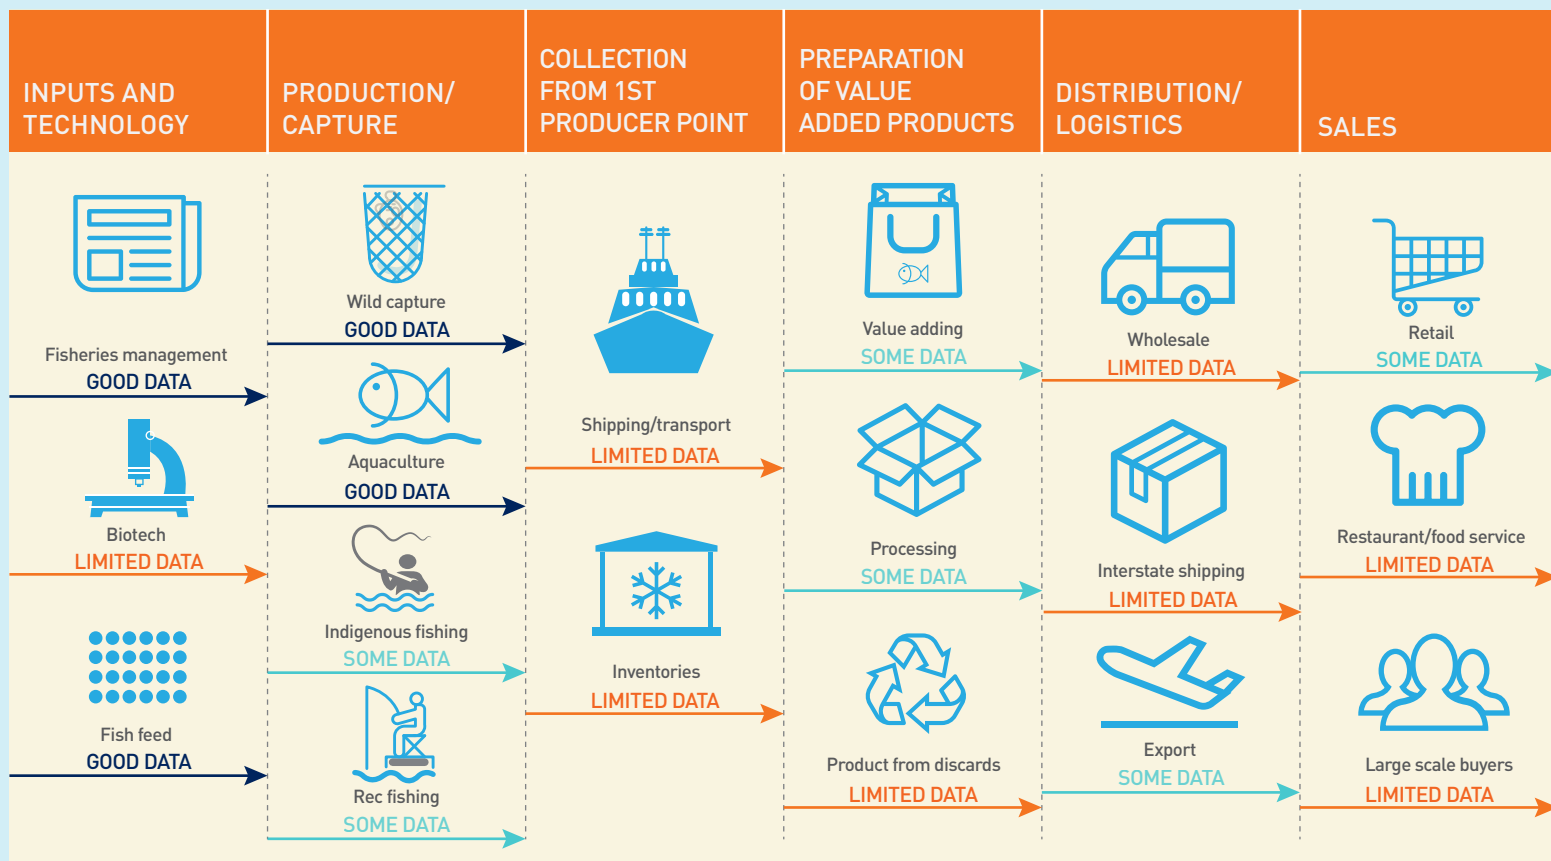 INPUTS AND
TECHNOLOGY
PRODUCTION/
CAPTURE
COLLECTION
FROM 1ST
PRODUCER POINT
PREPARATION
OF VALUE
ADDED PRODUCTS
DISTRIBUTION/
LOGISTICS
SALES
Fisheries management
GOOD DATA
Biotech
LIMITED DATA
Fish feed
GOOD DATA
Wild capture
GOOD DATA
Aquaculture
GOOD DATA
Indigenous fishing
SOME DATA
Rec fishing
SOME DATA
Shipping/transport
LIMITED DATA
Inventories
LIMITED DATA
Value adding
SOME DATA
Processing
SOME DATA
Product from discards
LIMITED DATA
Wholesale
LIMITED DATA
Interstate shipping
LIMITED DATA
Export
SOME DATA
Retail
SOME DATA
Restaurant/food service
LIMITED DATA
Large scale buyers
LIMITED DATA